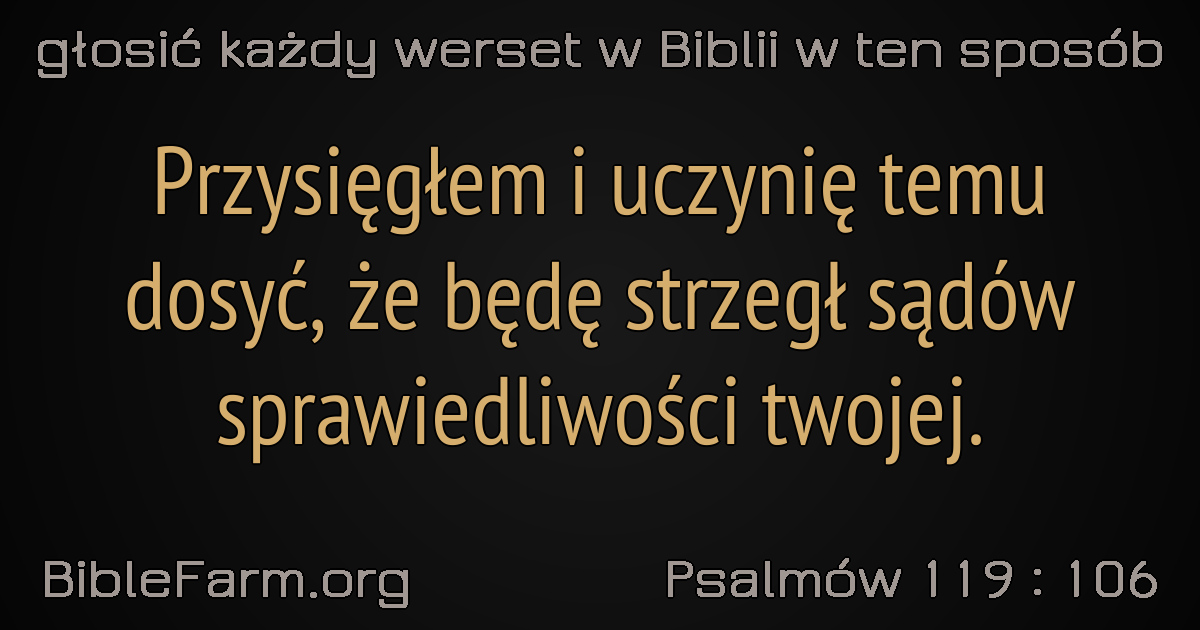 głosić każdy werset w Biblii w ten sposób
Przysięgłem i uczynię temu
dosyć, że będę strzegł sądów
sprawiedliwości twojej.
BibleFarm.org
Psalmów 119 : 106